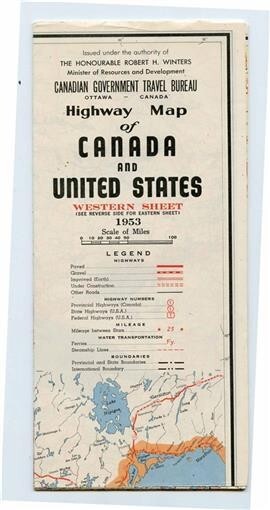 Issued under the authority of
THE HONOURABLE ROBERT H. WINTERS
Minister of Resources and Development
CANADIAN GOVERNMENT TRAVEL BUREAU
OTTAWA – CANADA
Highway Map
of
CANADA
AND
UNITED STATES
WESTERN SHEET
(SEE REVERSE SIDE FOR EASTERN SHEET)
1953
Scale of Miles
0 10 20 30 40 50 100
LEGEND
HIGHWAYS
Paved
Gravel
Improved (Earth)
Under Construction
Other Roads
HIGHWAY NUMBERS
Provincial Highways (Canada)
State Highways (U.S.A.)
Federal Highways (U.S.A.)
MILEAGE
Mileage between Stars * 25 *
WATER TRANSPORTATION
Ferries Fy.
Steamship Lines
BOUNDARIES
Provincial and State Boundaries
International Boundary